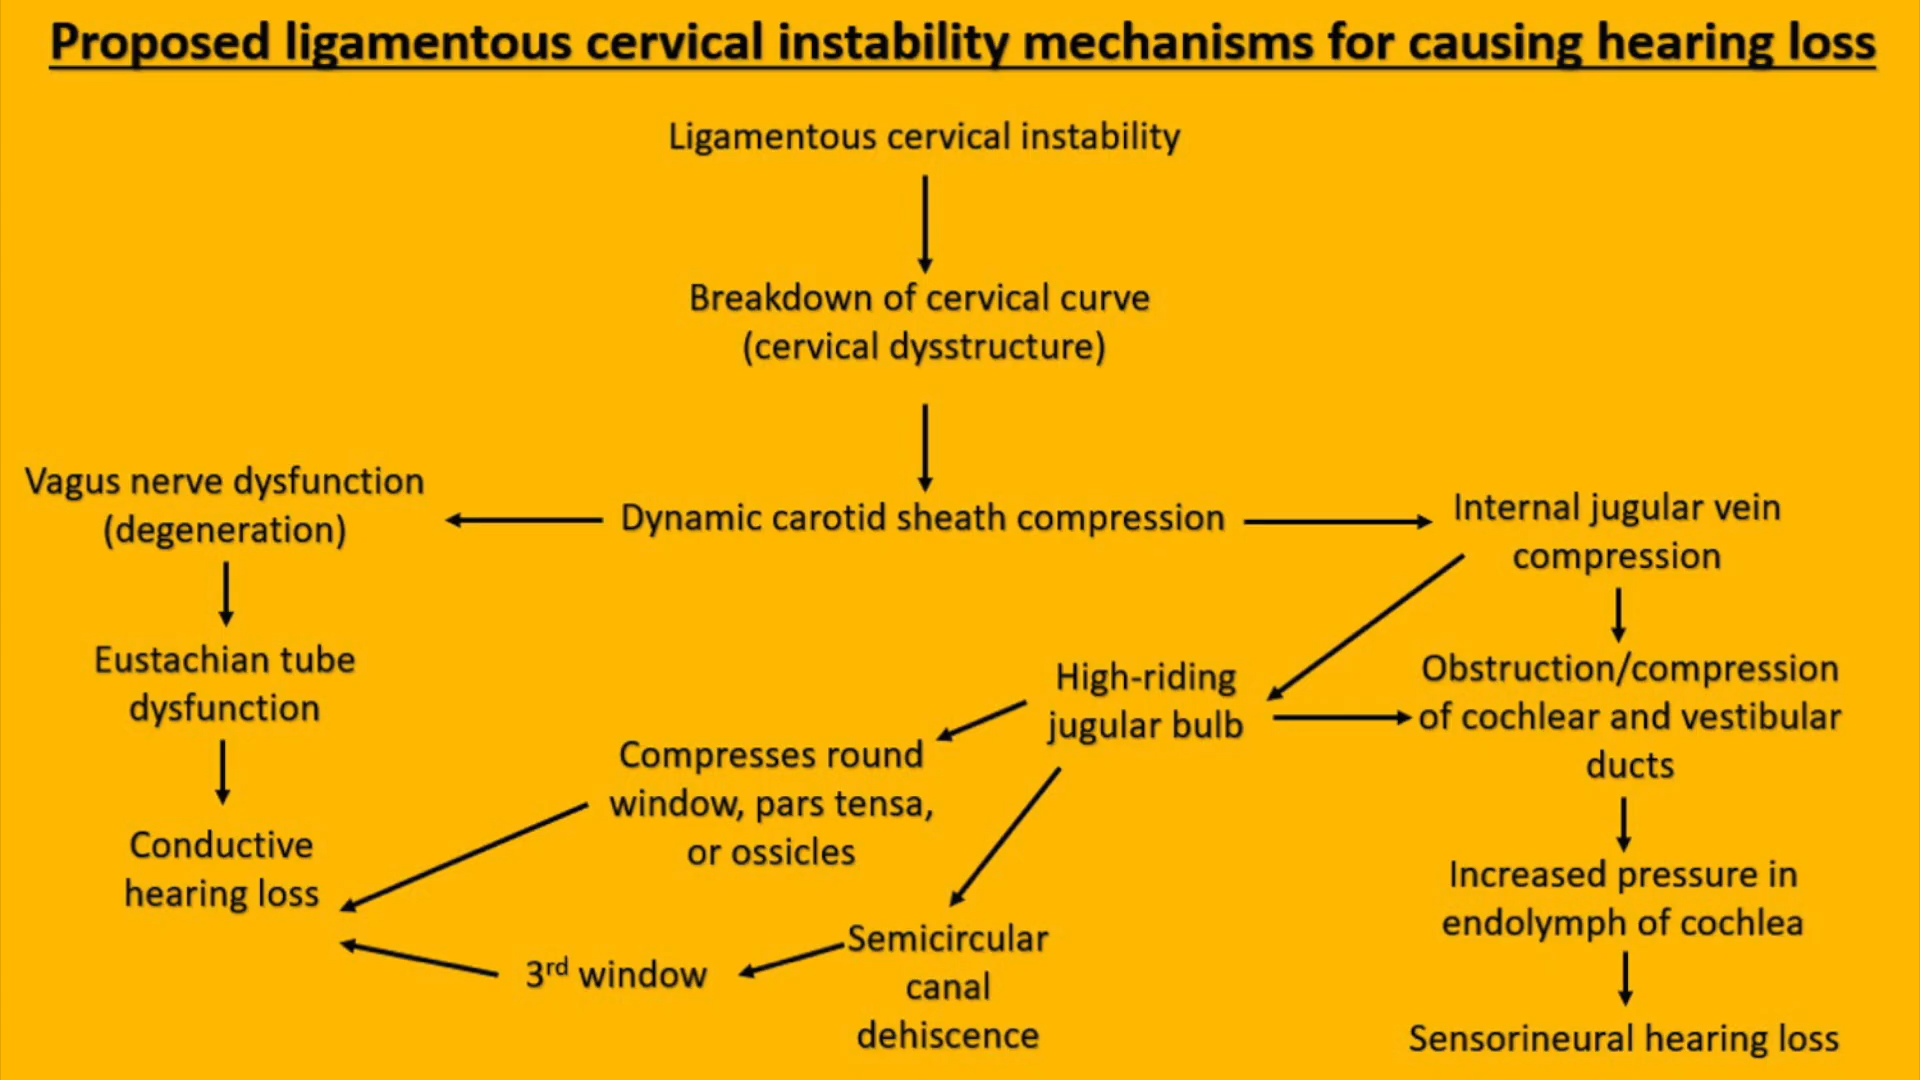 Proposed ligamentous cervical instability mechanisms for causing hearing loss
Ligamentous cervical instability
Breakdown of cervical curve
(cervical dysstructure)
Vagus nerve dysfunction
(degeneration)
Dynamic carotid sheath compression
Internal jugular vein
compression
Eustachian tube
dysfunction
High-riding
jugular bulb
Obstruction/compression
of cochlear and vestibular
ducts
Compresses round
window, pars tensa,
or ossicles
Conductive
hearing loss
Increased pressure in
endolymph of cochlea
Semicircular
canal
dehiscence
3rd window
Sensorineural hearing loss